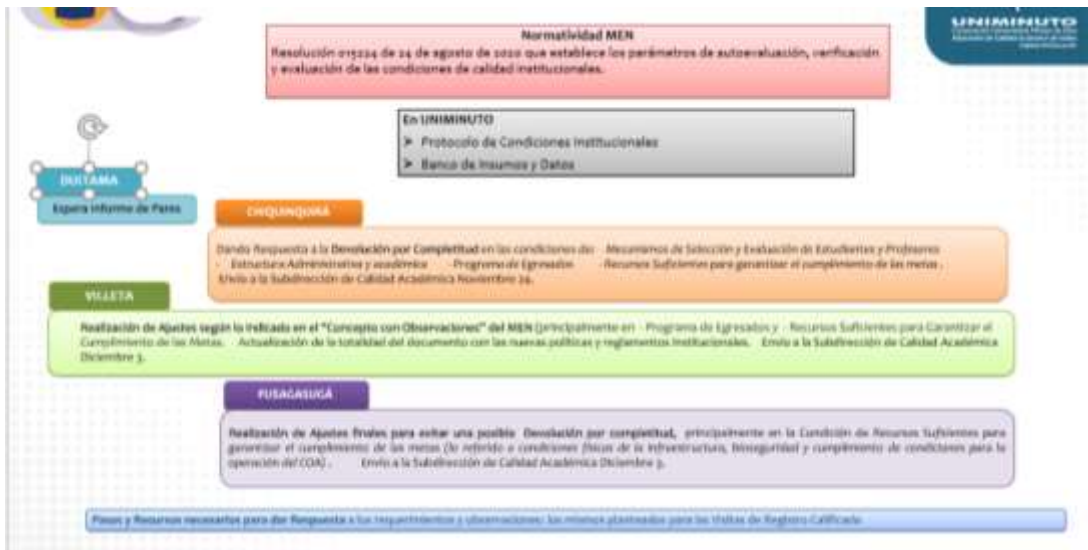 UNIMINUTO
Normatividad MEN
Resolución 015224 de 24 de agosto de 2020 que establece los parámetros de autoevaluación, verificación
y evaluación de las condiciones de calidad institucionales.
En UNIMINUTO
➤ Protocolo de Condiciones Institucionales
➤ Banco de Insumos y Datos
DUITAMA
Espera Informe de Pares
CHIQUINQUIRÁ
Dando Respuesta a la Devolución por Completitud en las condiciones de: - Mecanismos de Selección y Evaluación de Estudiantes y Profesores
- Estructura Administrativa y académica - Programa de Egresados - Recursos Suficientes para garantizar el cumplimiento de las metas.
Envío a la Subdirección de Calidad Académica Noviembre 24.
VILLETA
Realización de Ajustes según lo Indicado en el "Concepto con Observaciones" del MEN (principalmente en - Programa de Egresados y - Recursos Suficientes para Garantizar el
Cumplimiento de las Metas. Actualización de la totalidad del documento con las nuevas políticas y reglamentos institucionales. Envío a la Subdirección de Calidad Académica
Diciembre 3.
FUSAGASUGÁ
Realización de Ajustes finales para evitar una posible Devolución por completitud, principalmente en la Condición de Recursos Suficientes para
garantizar el cumplimiento de las metas (lo referido a condiciones físicas de la infraestructura, bioseguridad y cumplimiento de condiciones para la
operación del COA). Envío a la Subdirección de Calidad Académica Diciembre 3.
Pasos y Recursos necesarios para dar Respuesta a los requerimientos y observaciones: los mismos planteados para las Visitas de Registro Calificado.